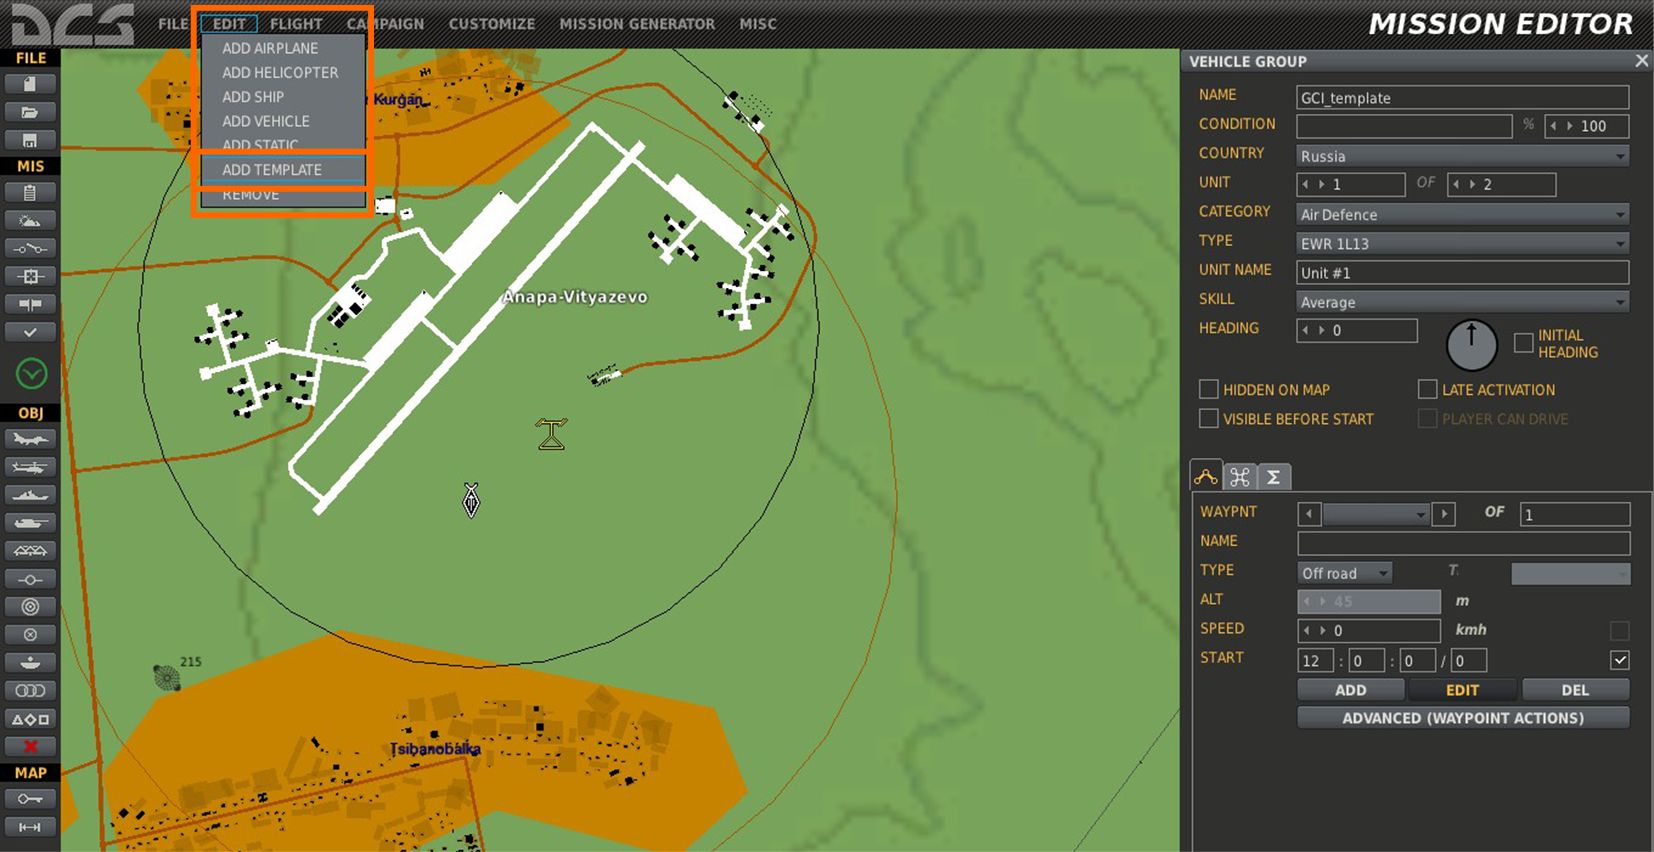 DCS
FILE EDIT FLIGHT CAMPAIGN CUSTOMIZE MISSION GENERATOR MISC
MISSION EDITOR
ADD AIRPLANE
ADD HELICOPTER
ADD SHIP
ADD VEHICLE
ADD STATIC
ADD TEMPLATE
REMOVE
FILE
MIS
OBJ
MAP
Kurgan
Anapa-Vityazevo
215
Tsibanobalka
VEHICLE GROUP
NAME GCI_template
CONDITION % 100
COUNTRY Russia
UNIT 1 OF 2
CATEGORY Air Defence
TYPE EWR 1L13
UNIT NAME Unit #1
SKILL Average
HEADING 0
INITIAL
HEADING
HIDDEN ON MAP LATE ACTIVATION
VISIBLE BEFORE START PLAYER CAN DRIVE
WAYPNT OF 1
NAME
TYPE Off road T.
ALT 45 m
SPEED 0 kmh
START 12 : 0 : 0 / 0
ADD EDIT DEL
ADVANCED (WAYPOINT ACTIONS)